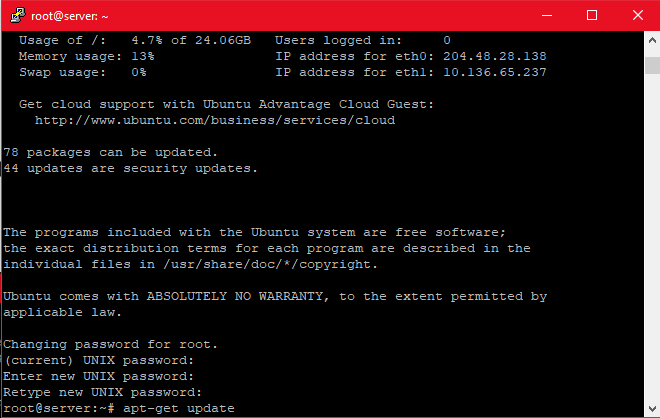 root@server: ~
Usage of /:   4.7% of 24.06GB   Users logged in:     0
Memory usage: 13%               IP address for eth0: 204.48.28.138
Swap usage:   0%                IP address for eth1: 10.136.65.237
Get cloud support with Ubuntu Advantage Cloud Guest:
http://www.ubuntu.com/business/services/cloud
78 packages can be updated.
44 updates are security updates.
The programs included with the Ubuntu system are free software;
the exact distribution terms for each program are described in the
individual files in /usr/share/doc/*/copyright.
Ubuntu comes with ABSOLUTELY NO WARRANTY, to the extent permitted by
applicable law.
Changing password for root.
(current) UNIX password:
Enter new UNIX password:
Retype new UNIX password:
root@server:~# apt-get update